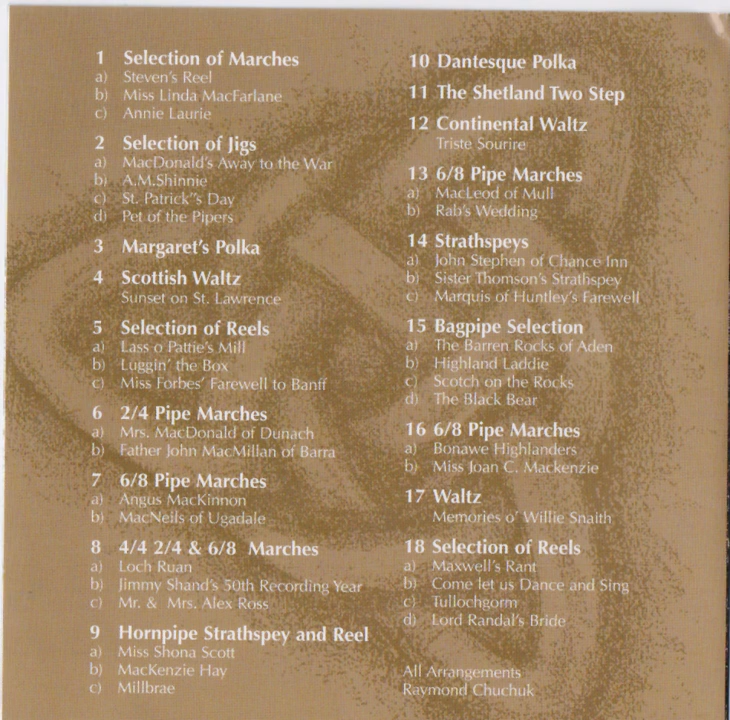 1 Selection of Marches
a) Steven's Reel
b) Miss Linda MacFarlane
c) Annie Laurie
2 Selection of Jigs
a) MacDonald's Away to the War
b) A.M.Shinnie
c) St. Patrick"s Day
d) Pet of the Pipers
3 Margaret's Polka
4 Scottish Waltz
Sunset on St. Lawrence
5 Selection of Reels
a) Lass o Pattie's Mill
b) Luggin' the Box
c) Miss Forbes' Farewell to Banff
6 2/4 Pipe Marches
a) Mrs. MacDonald of Dunach
b) Father John MacMillan of Barra
7 6/8 Pipe Marches
a) Angus MacKinnon
b) MacNeils of Ugadale
8 4/4 2/4 & 6/8 Marches
a) Loch Ruan
b) Jimmy Shand's 50th Recording Year
c) Mr. & Mrs. Alex Ross
9 Hornpipe Strathspey and Reel
a) Miss Shona Scott
b) MacKenzie Hay
c) Millbrae
10 Dantesque Polka
11 The Shetland Two Step
12 Continental Waltz
Triste Sourire
13 6/8 Pipe Marches
a) MacLeod of Mull
b) Rab's Wedding
14 Strathspeys
a) John Stephen of Chance Inn
b) Sister Thomson's Strathspey
c) Marquis of Huntley's Farewell
15 Bagpipe Selection
a) The Barren Rocks of Aden
b) Highland Laddie
c) Scotch on the Rocks
d) The Black Bear
16 6/8 Pipe Marches
a) Bonawe Highlanders
b) Miss Joan C. Mackenzie
17 Waltz
Memories o' Willie Snaith
18 Selection of Reels
a) Maxwell's Rant
b) Come let us Dance and Sing
c) Tullochgorm
d) Lord Randal's Bride
All Arrangements
Raymond Chuchuk